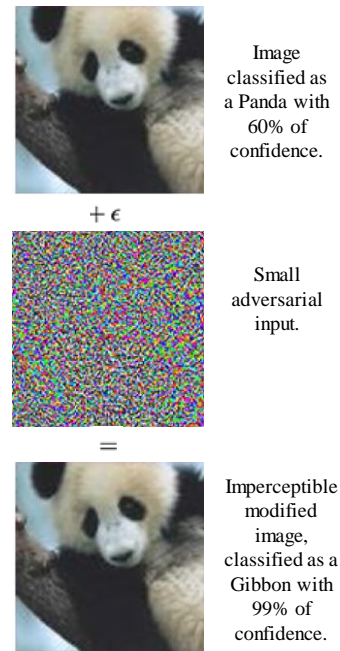 Image
classified as
a Panda with
60% of
confidence.
+ ϵ
Small
adversarial
input.
=
Imperceptible
modified
image,
classified as a
Gibbon with
99% of
confidence.